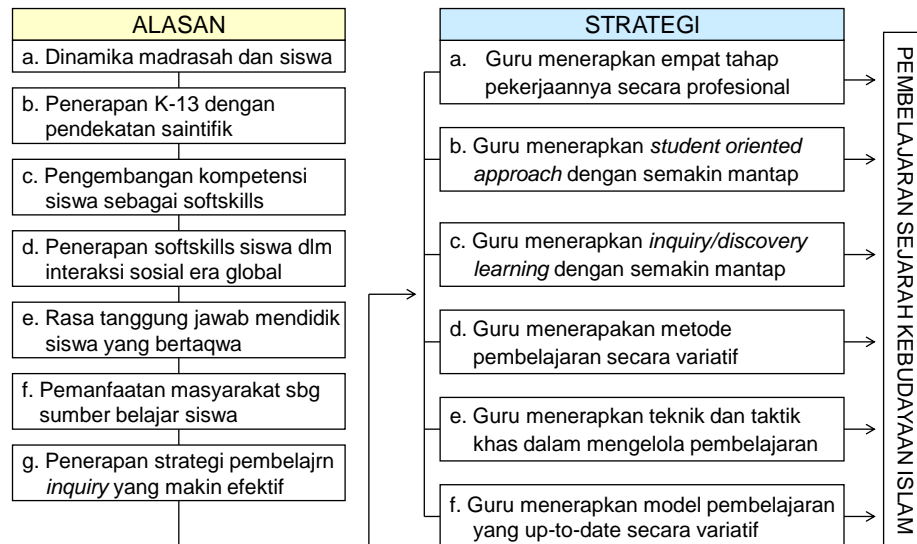 ALASAN
a. Dinamika madrasah dan siswa
b. Penerapan K-13 dengan
pendekatan saintifik
c. Pengembangan kompetensi
siswa sebagai softskills
d. Penerapan softskills siswa dlm
interaksi sosial era global
e. Rasa tanggung jawab mendidik
siswa yang bertaqwa
f. Pemanfaatan masyarakat sbg
sumber belajar siswa
g. Penerapan strategi pembelajrn
inquiry yang makin efektif
STRATEGI
a. Guru menerapkan empat tahap
pekerjaannya secara profesional
b. Guru menerapkan student oriented
approach dengan semakin mantap
c. Guru menerapkan inquiry/discovery
learning dengan semakin mantap
d. Guru menerapakan metode
pembelajaran secara variatif
e. Guru menerapkan teknik dan taktik
khas dalam mengelola pembelajaran
f. Guru menerapkan model pembelajaran
yang up-to-date secara variatif
PEMBELAJARAN SEJARAH KEBUDAYAAN ISLAM